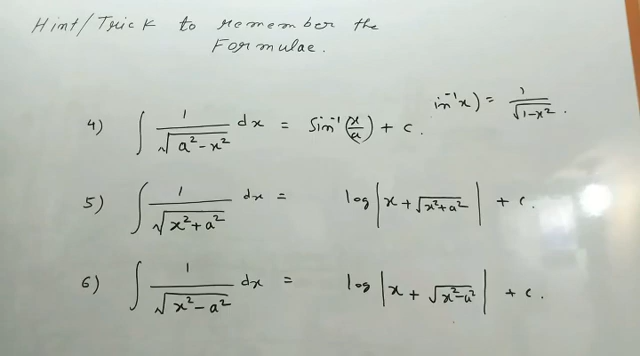 Hint/Trick to remember the
Formulae.
4) ∫ 1/√(a²-x²) dx = Sin⁻¹(x/a) + c. in⁻¹x) = 1/√(1-x²).
5) ∫ 1/√(x²+a²) dx = log|x + √(x²+a²)| + c.
6) ∫ 1/√(x²-a²) dx = log|x + √(x²-a²)| + c.